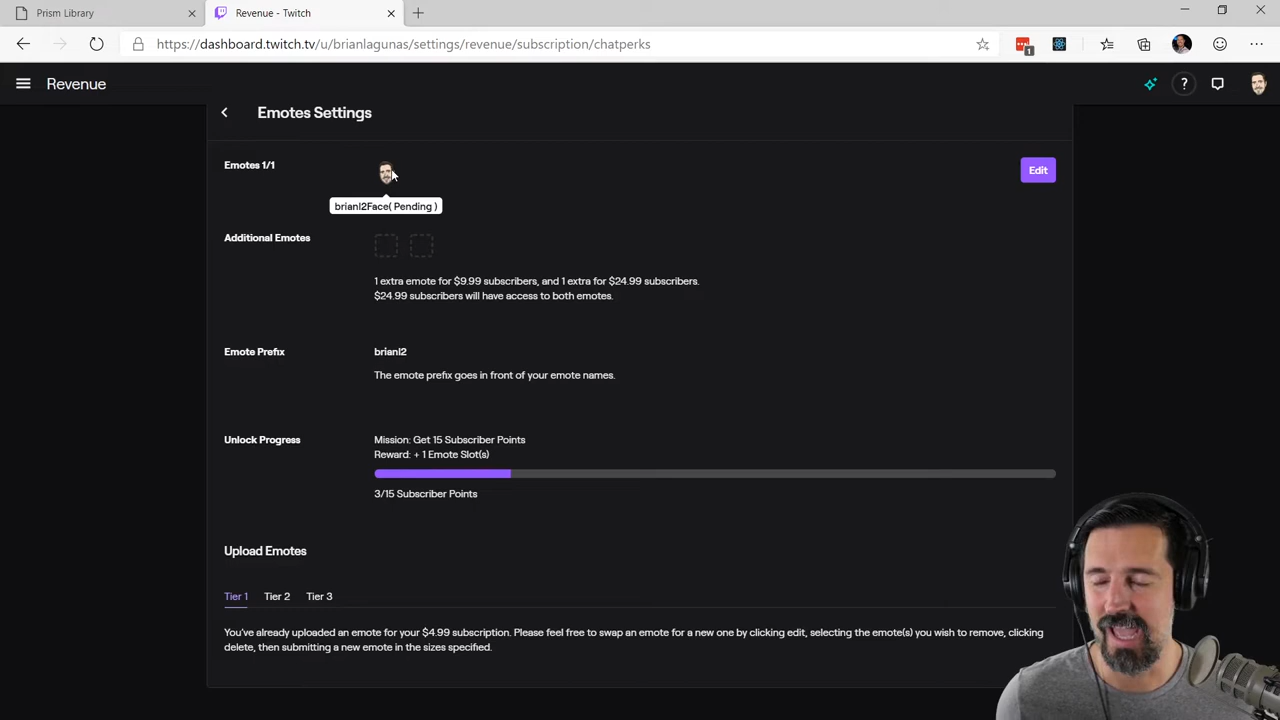 Prism Library
Revenue - Twitch
https://dashboard.twitch.tv/u/brianlagunas/settings/revenue/subscription/chatperks
1
Revenue
Emotes Settings
Emotes 1/1
Edit
brianl2Face( Pending )
Additional Emotes
1 extra emote for $9.99 subscribers, and 1 extra for $24.99 subscribers.
$24.99 subscribers will have access to both emotes.
Emote Prefix
brianl2
The emote prefix goes in front of your emote names.
Unlock Progress
Mission: Get 15 Subscriber Points
Reward: + 1 Emote Slot(s)
3/15 Subscriber Points
Upload Emotes
Tier 1 Tier 2 Tier 3
You've already uploaded an emote for your $4.99 subscription. Please feel free to swap an emote for a new one by clicking edit, selecting the emote(s) you wish to remove, clicking
delete, then submitting a new emote in the sizes specified.